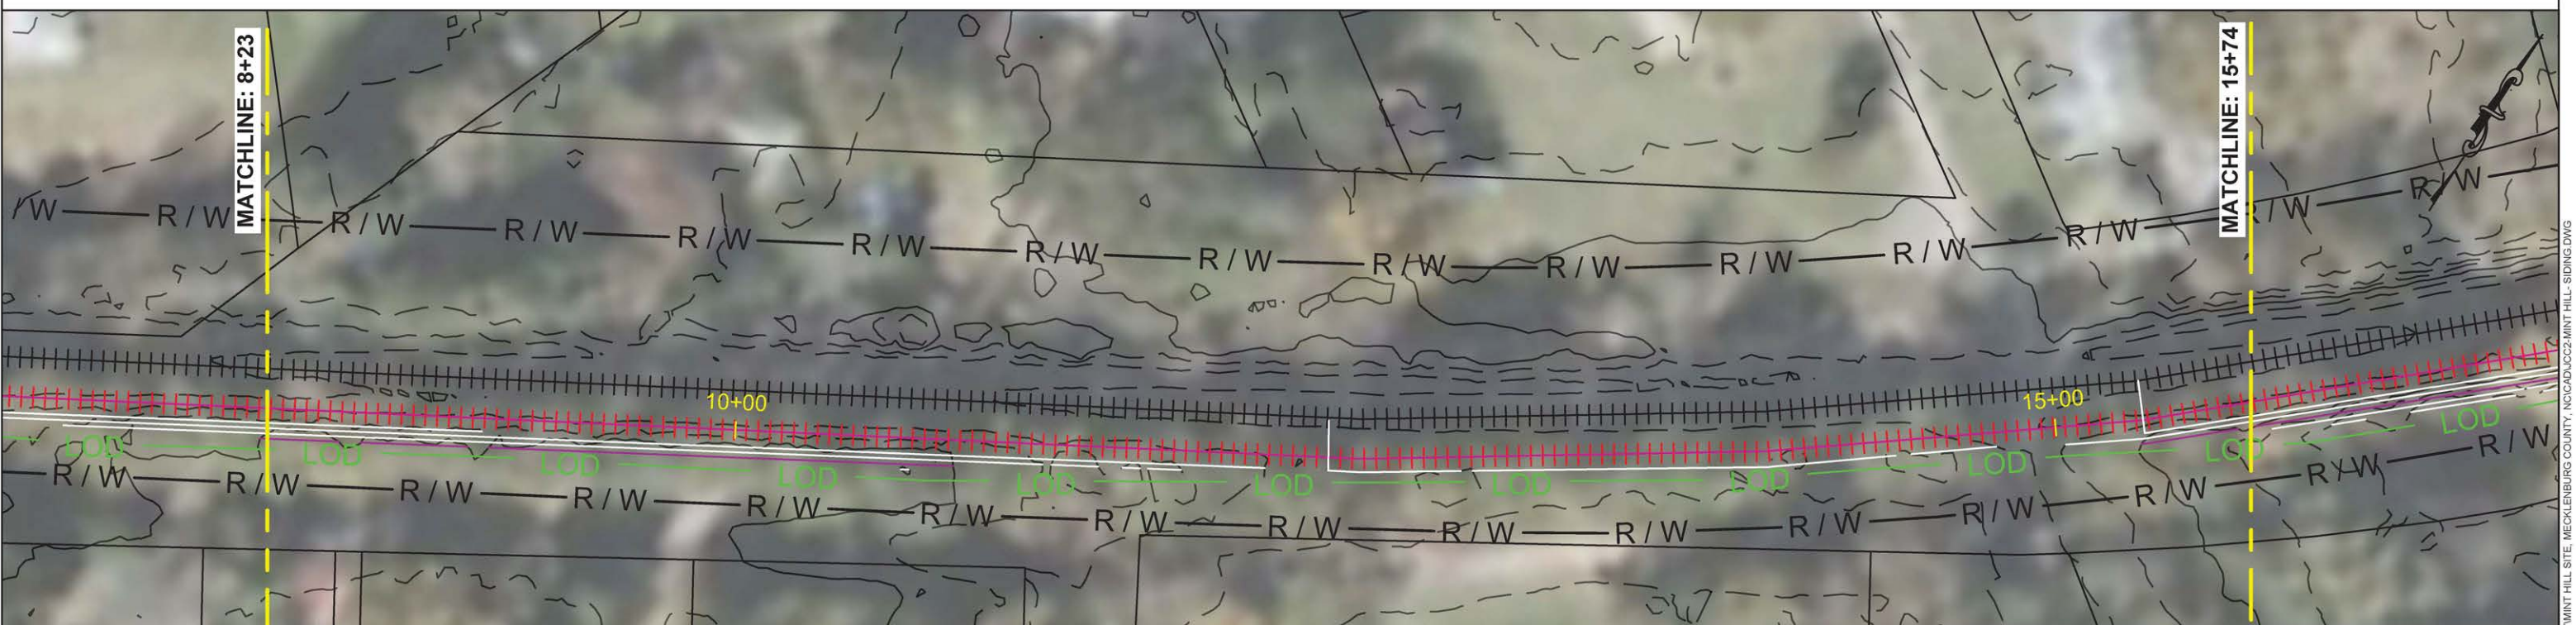 MATCHLINE: 8+23
MATCHLINE: 15+74
/W R / W R / W R / W R / W R / W R / W R / W R / W R / W R / W R / W R / W R / W R / W
10+00
15+00
LOD LOD LOD LOD LOD LOD LOD LOD LOD LOD LOD
R / W R / W R / W R / W R / W R / W R / W R / W R / W R / W R / W R / W R / W R / W R / W
MINT HILL SITE, MECKLENBURG COUNTY, NC\CAD\JCC2-MINT HILL- SIDING.DWG